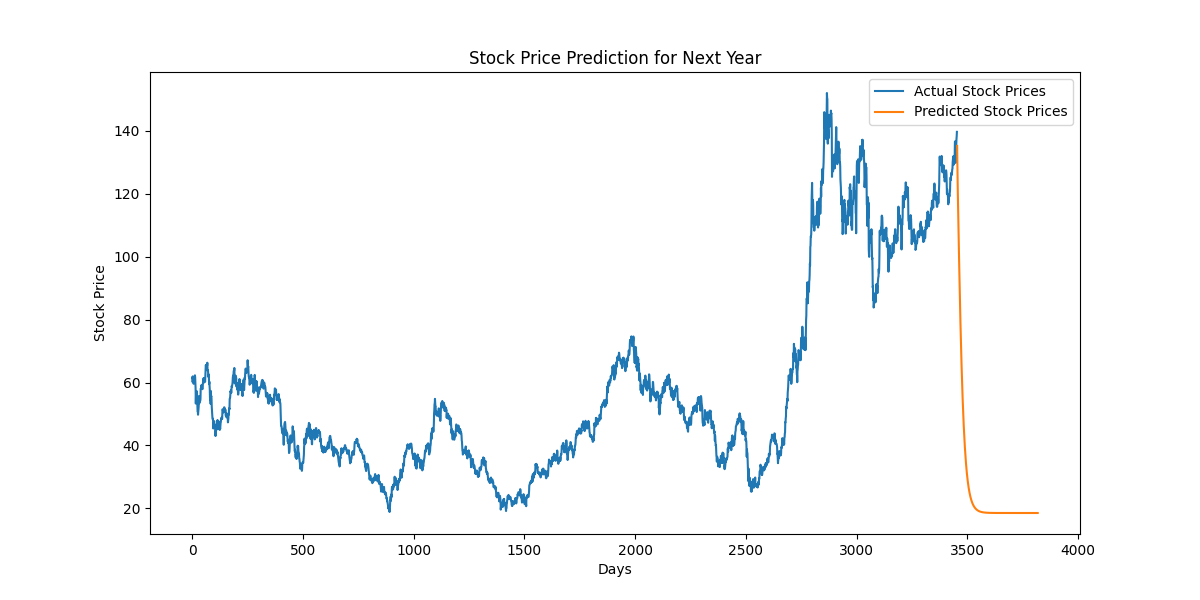 Stock Price Prediction for Next Year
Actual Stock Prices
Predicted Stock Prices
Stock Price
140
120
100
80
60
40
20
0 500 1000 1500 2000 2500 3000 3500 4000
Days